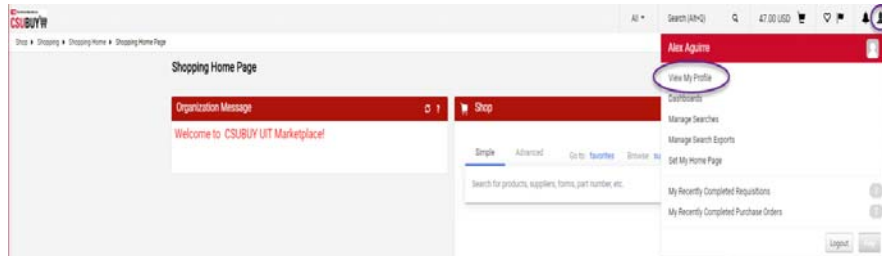 CSUBUY
All
Search (Alt+Q)
47.00 USD
Shop Shopping Shopping Home Shopping Home Page
Alex Aguirre
Shopping Home Page
View My Profile
Dashboards
Organization Message ?
Shop
Manage Searches
Welcome to CSUBUY UIT Marketplace!
Manage Search Exports
Simple Advanced Go to: favorites Browse:
Set My Home Page
Search for products, suppliers, forms, part number, etc.
My Recently Completed Requisitions
My Recently Completed Purchase Orders
Logout